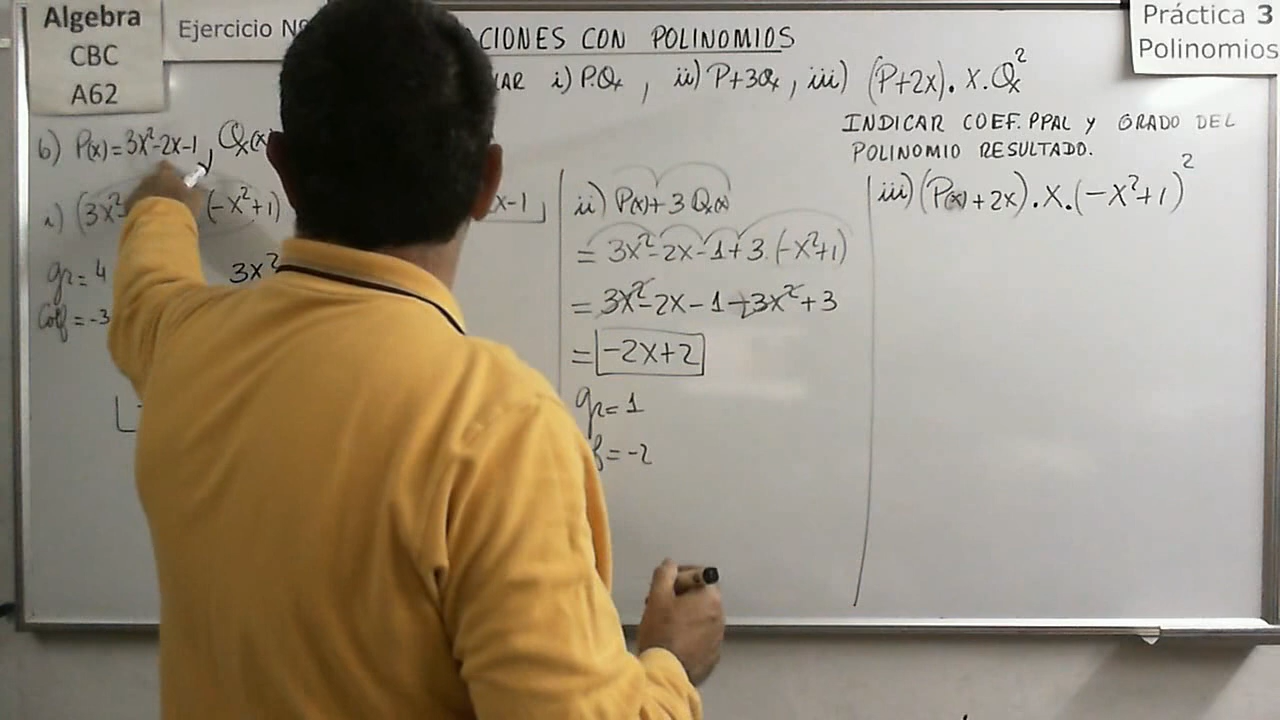 Algebra
CBC
A62
Ejercicio Nº
CIONES CON POLINOMIOS
Práctica 3
Polinomios
CAR i) P.Qx , ii) P+3Qx , iii) (P+2x). x.Qx²
INDICAR COEF. PPAL Y GRADO DEL
POLINOMIO RESULTADO.
b) P(x)=3x²-2x-1 , Q(x)
i) (3x² (-x²+1)
x-1
gr= 4
3x²
Coef = -3
ii) P(x)+3Q(x)
= 3x²-2x-1+3.(-x²+1)
= 3x²-2x-1-3x²+3
= -2x+2
gr= 1
f=-2
iii) (P(x)+2x).x.(-x²+1)²